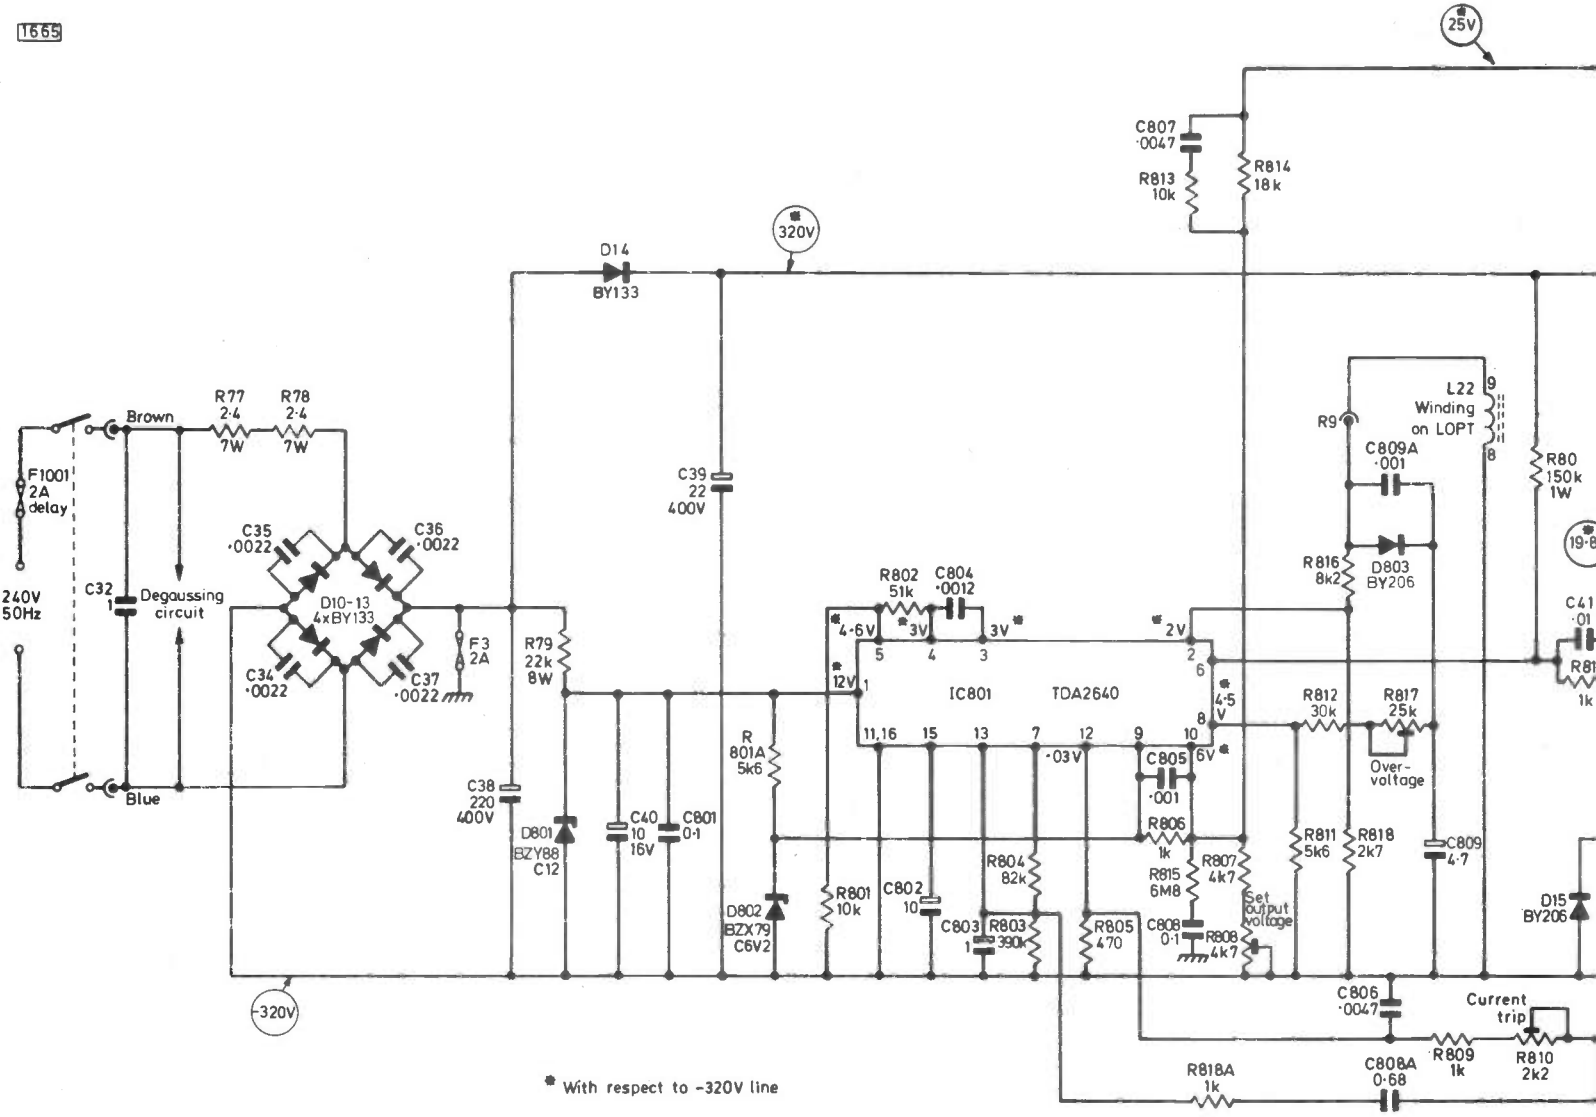 1665
*
25V
C807
·0047
R813
10k
R814
18k
*
320V
D14
BY133
R77
2·4
7W
R78
2·4
7W
Brown
F1001
2A
delay
240V
50Hz
C32
1
Degaussing
circuit
Blue
C35
·0022
C36
·0022
D10-13
4xBY133
C34
·0022
C37
·0022
F3
2A
R79
22k
8W
C39
22
400V
C38
220
400V
D801
BZY88
C12
C40
10
16V
C801
0·1
R
801A
5k6
D802
BZX79
C6V2
R801
10k
R802
51k
C804
·0012
*
4·6V
*
3V
3V *
* 2V
*
12V
5
4
3
2
1
6
IC801
TDA2640
*
4·5
V
8
11,16
15
13
7
12
9
10
·03V
6V *
C805
·001
R806
1k
C802
10
C803
1
R804
82k
R803
390k
R805
470
R815
6M8
C808
0·1
R807
4k7
Set
output
voltage
R808
4k7
L22
Winding
on LOPT
9
8
R9
C809A
·001
D803
BY206
R816
8k2
R80
150k
1W
*
19·8
C41
·01
R81
1k
R812
30k
R817
25k
Over-
voltage
R811
5k6
R818
2k7
C809
4·7
D15
BY206
-320V
C806
·0047
Current
trip
R809
1k
R810
2k2
R818A
1k
C808A
0·68
* With respect to -320V line